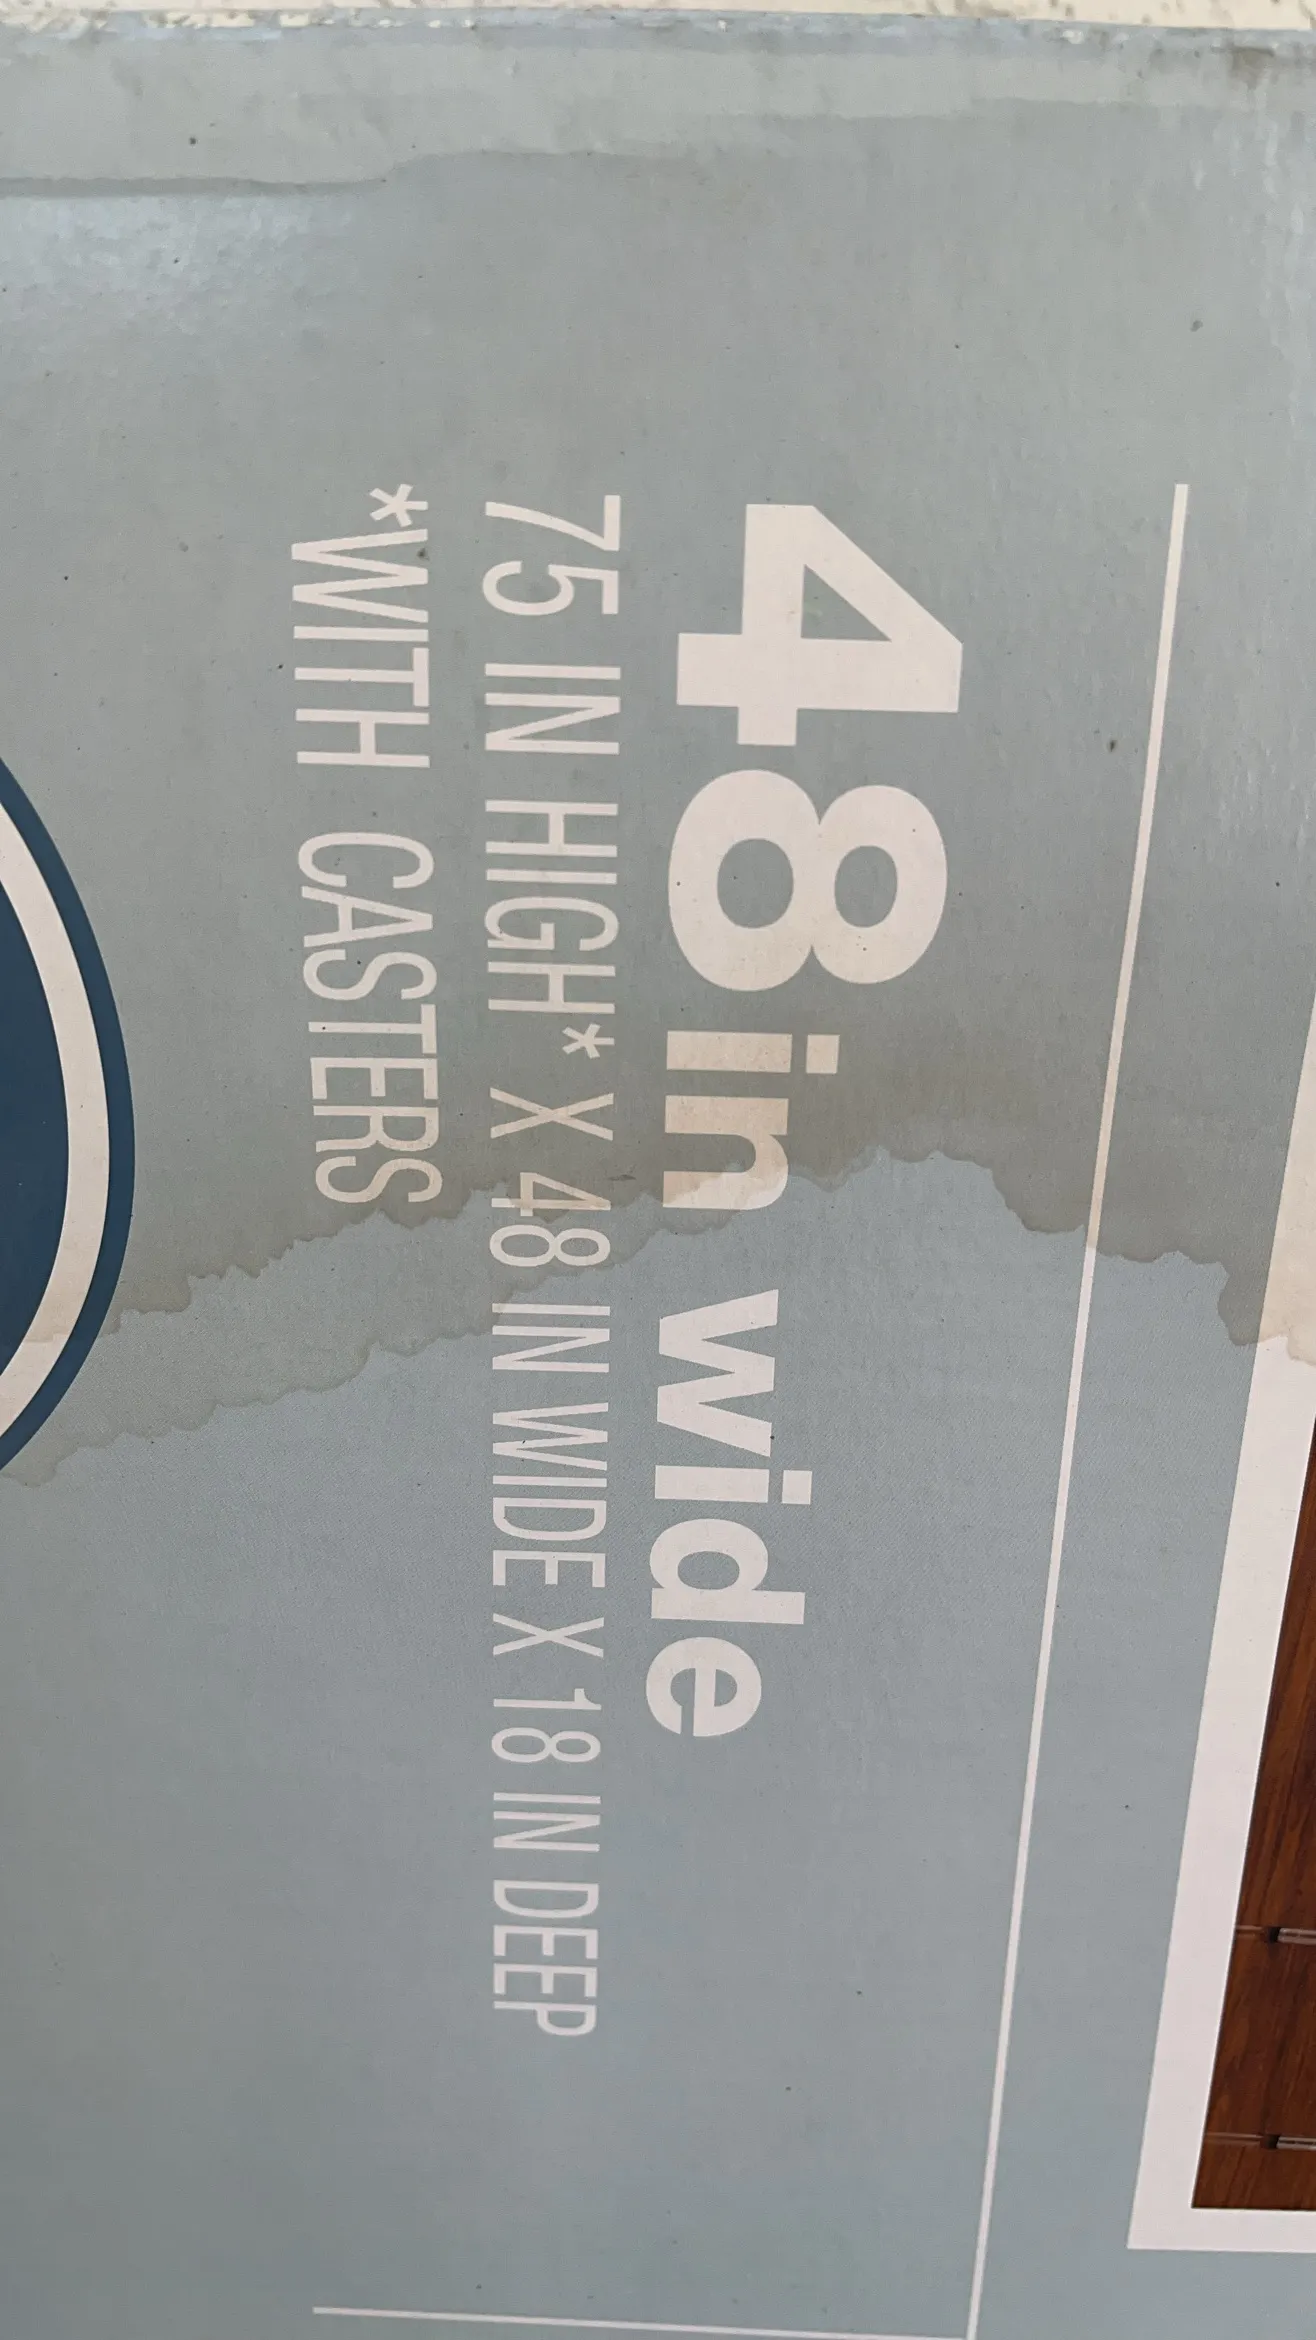 48 in wide
75 IN HIGH* X 48 IN WIDE X 18 IN DEEP
*WITH CASTERS